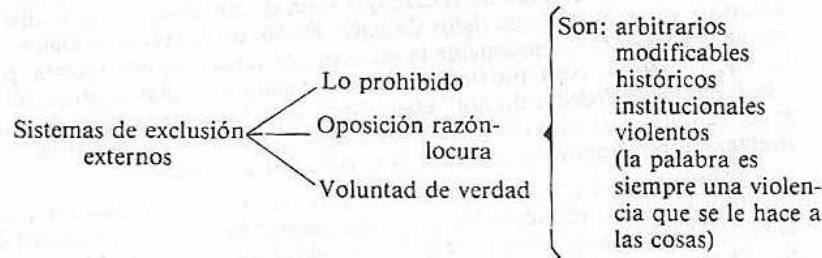 Sistemas de exclusión
externos
Lo prohibido
Oposición razón-
locura
Voluntad de verdad
Son: arbitrarios
modificables
históricos
institucionales
violentos
(la palabra es
siempre una violen-
cia que se le hace a
las cosas)